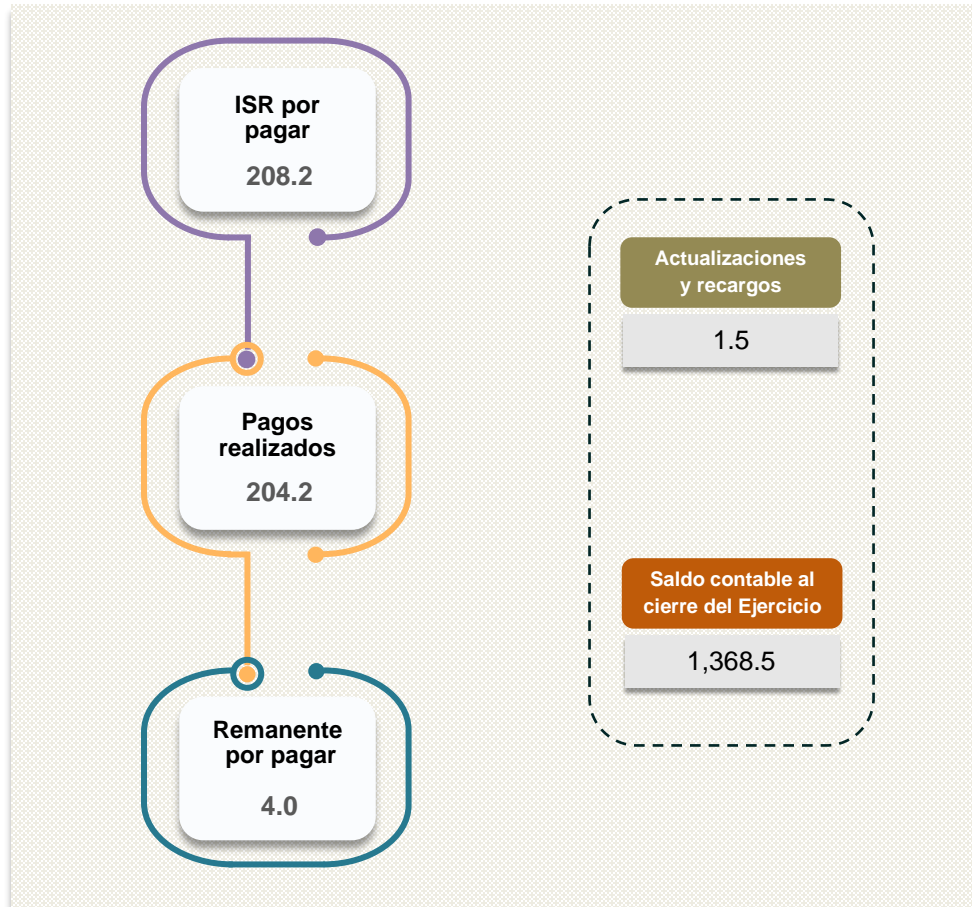 ISR por
pagar
208.2
Pagos
realizados
204.2
Remanente
por pagar
4.0
Actualizaciones
y recargos
1.5
Saldo contable al
cierre del Ejercicio
1,368.5